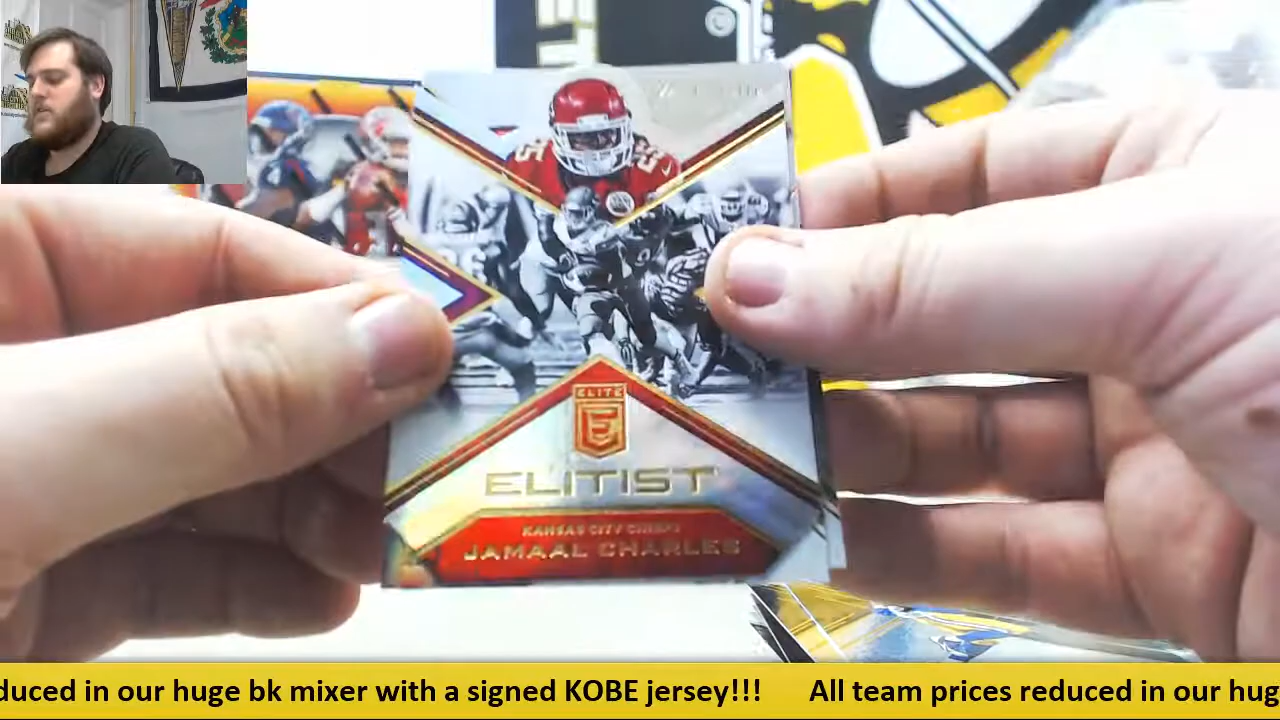 25
ELITE
E
ELITIST
KANSAS CITY CHIEFS
JAMAAL CHARLES
duced in our huge bk mixer with a signed KOBE jersey!!! All team prices reduced in our hug